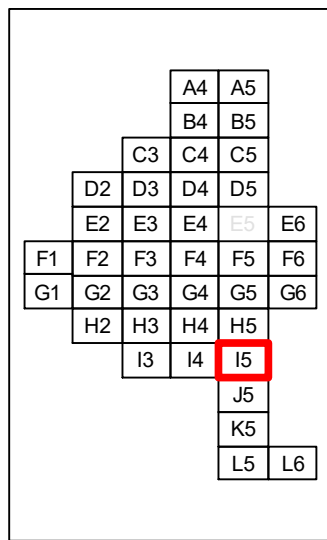 A4 A5
B4 B5
C3 C4 C5
D2 D3 D4 D5
E2 E3 E4 E5 E6
F1 F2 F3 F4 F5 F6
G1 G2 G3 G4 G5 G6
H2 H3 H4 H5
I3 I4 I5
J5
K5
L5 L6